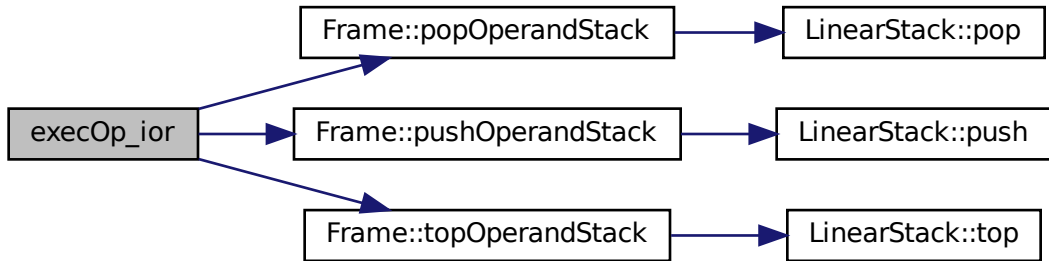 Frame::popOperandStack
LinearStack::pop
execOp_ior
Frame::pushOperandStack
LinearStack::push
Frame::topOperandStack
LinearStack::top